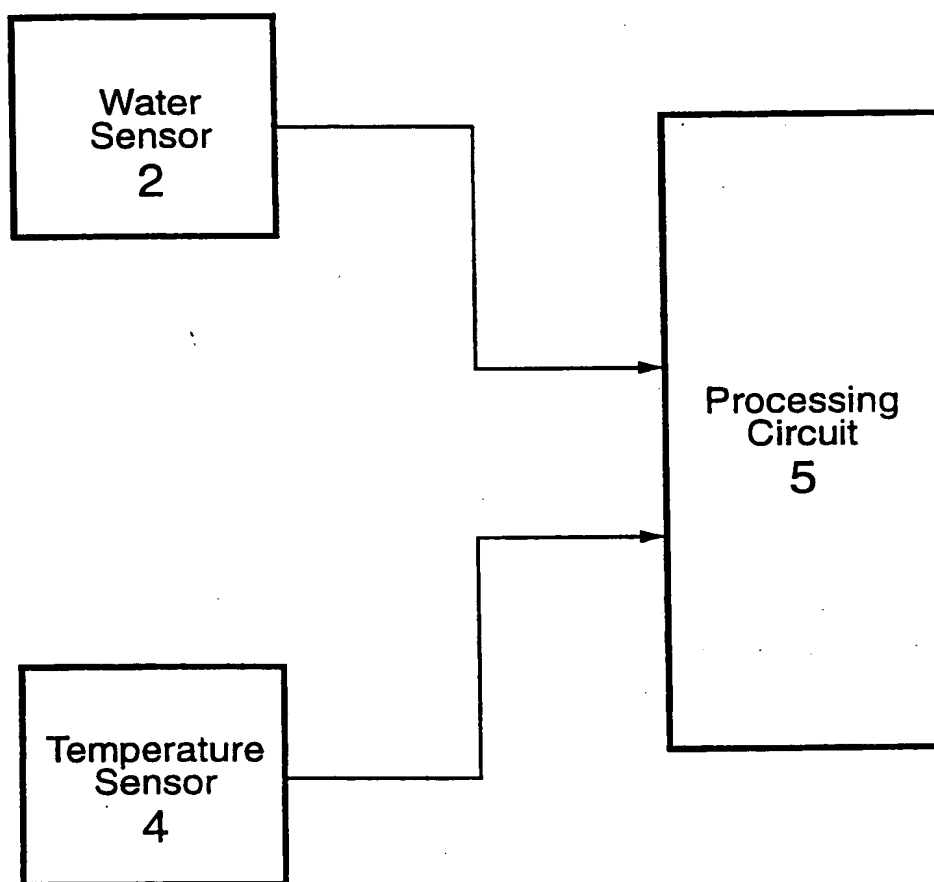 Water
Sensor
2
Processing
Circuit
5
Temperature
Sensor
4